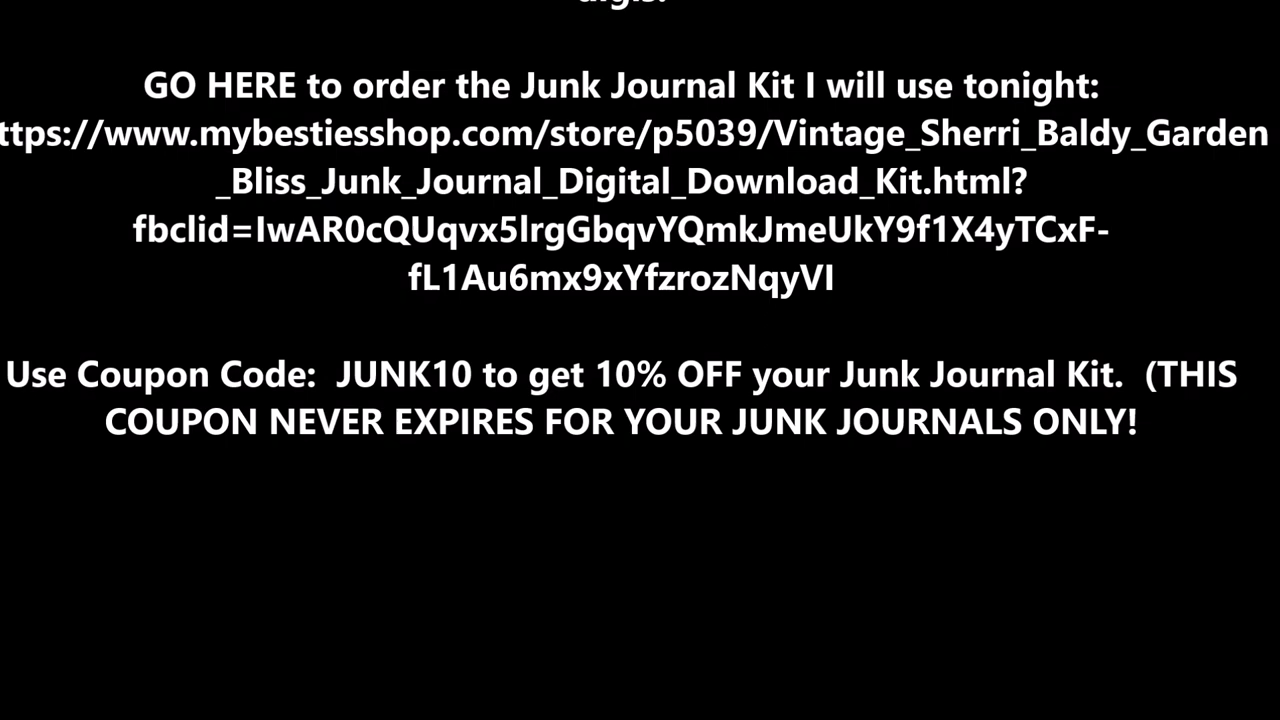 GO HERE to order the Junk Journal Kit I will use tonight:
ttps://www.mybestiesshop.com/store/p5039/Vintage_Sherri_Baldy_Garden
_Bliss_Junk_Journal_Digital_Download_Kit.html?
fbclid=IwAR0cQUqvx5lrgGbqvYQmkJmeUkY9f1X4yTCxF-
fL1Au6mx9xYfzrozNqyVI
Use Coupon Code:  JUNK10 to get 10% OFF your Junk Journal Kit.  (THIS
COUPON NEVER EXPIRES FOR YOUR JUNK JOURNALS ONLY!